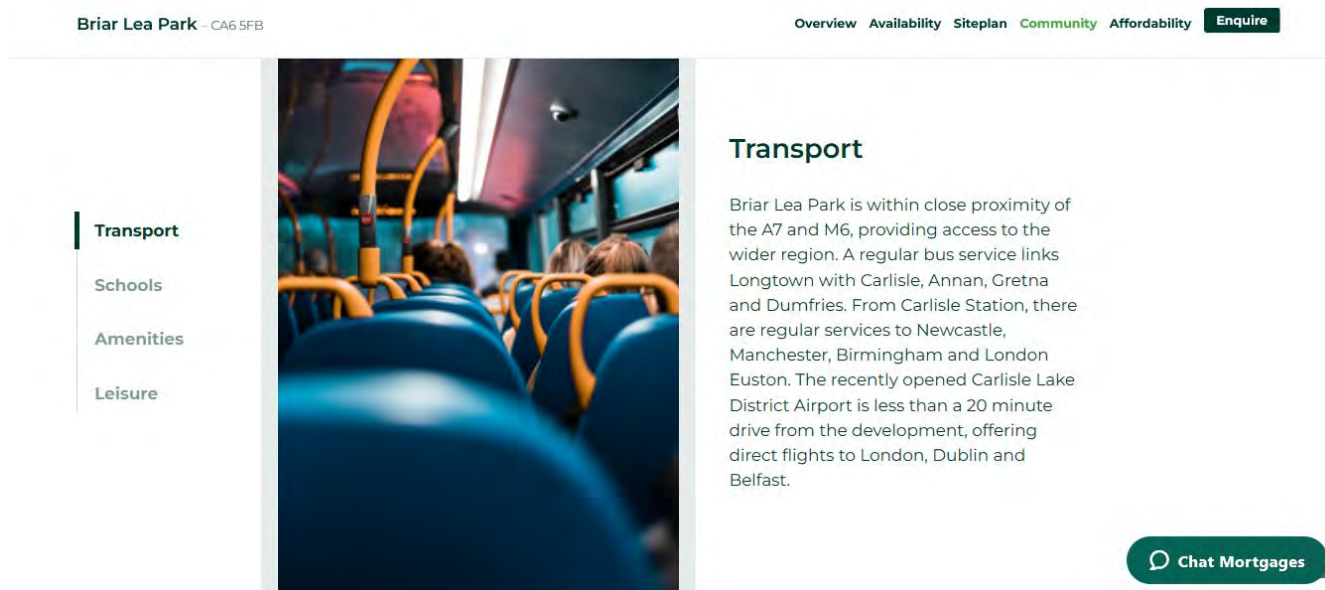 Briar Lea Park – CA6 5FB
Overview Availability Siteplan Community Affordability Enquire
Transport
Schools
Amenities
Leisure
Transport
Briar Lea Park is within close proximity of
the A7 and M6, providing access to the
wider region. A regular bus service links
Longtown with Carlisle, Annan, Gretna
and Dumfries. From Carlisle Station, there
are regular services to Newcastle,
Manchester, Birmingham and London
Euston. The recently opened Carlisle Lake
District Airport is less than a 20 minute
drive from the development, offering
direct flights to London, Dublin and
Belfast.
Chat Mortgages